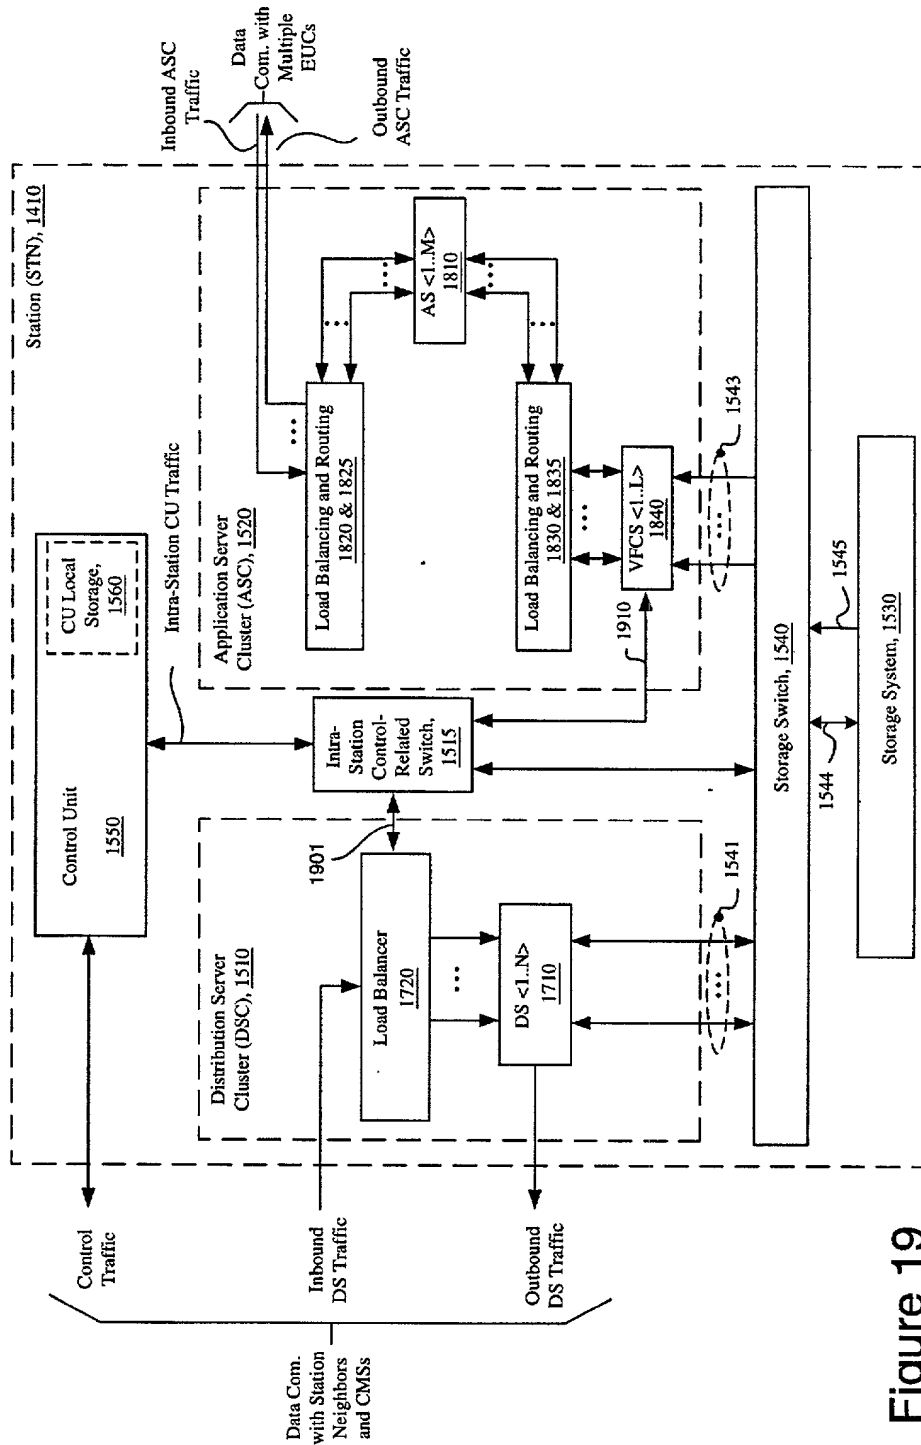 Data Com.
with Station
Neighbors
and CMSs
Control
Traffic
Inbound
DS Traffic
Outbound
DS Traffic
Station (STN), 1410
Control Unit
1550
CU Local
Storage,
1560
Intra-Station CU Traffic
Distribution Server
Cluster (DSC), 1510
Load Balancer
1720
...
DS <1..N>
1710
1901
Intra-
Station
Control-
Related
Switch,
1515
1910
Application Server
Cluster (ASC), 1520
Load Balancing and Routing
1820 & 1825
...
...
...
AS <1..M>
1810
...
...
Load Balancing and Routing
1830 & 1835
...
VFCS <1..L>
1840
Inbound ASC
Traffic
Data
Com. with
Multiple
EUCs
Outbound
ASC Traffic
...
1541
...
1543
Storage Switch, 1540
1544
1545
Storage System, 1530
Figure 19